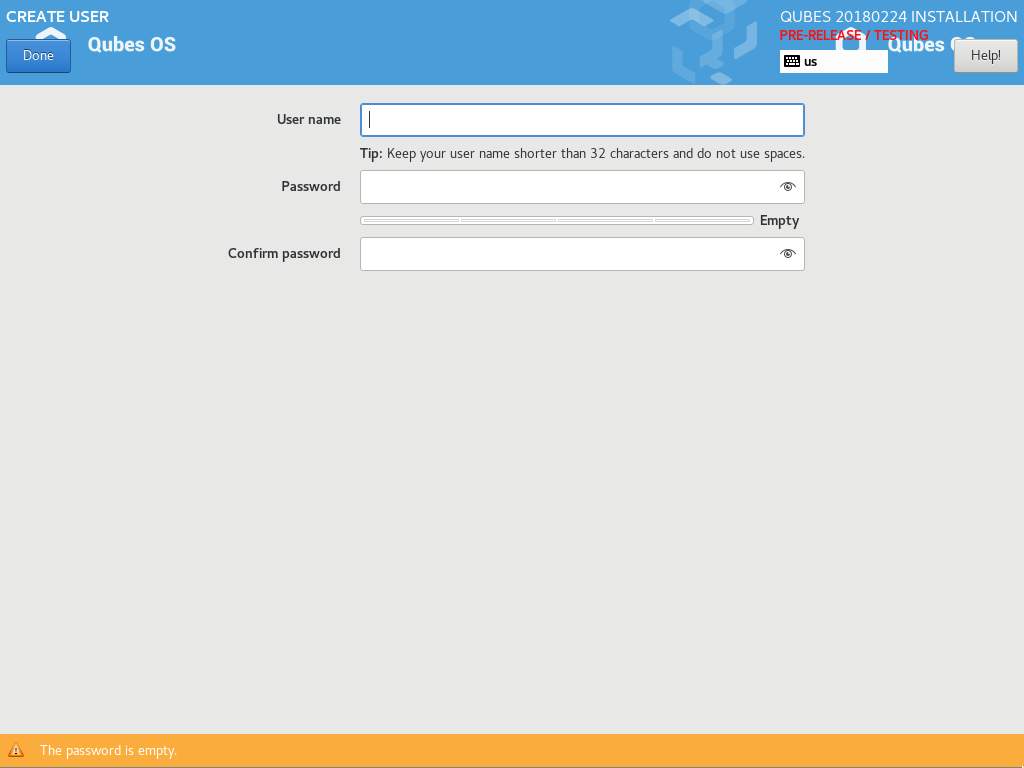 CREATE USER
QUBES 20180224 INSTALLATION
PRE-RELEASE / TESTING
Done
Qubes OS
us
Qubes
Help!
User name
Tip: Keep your user name shorter than 32 characters and do not use spaces.
Password
Empty
Confirm password
The password is empty.